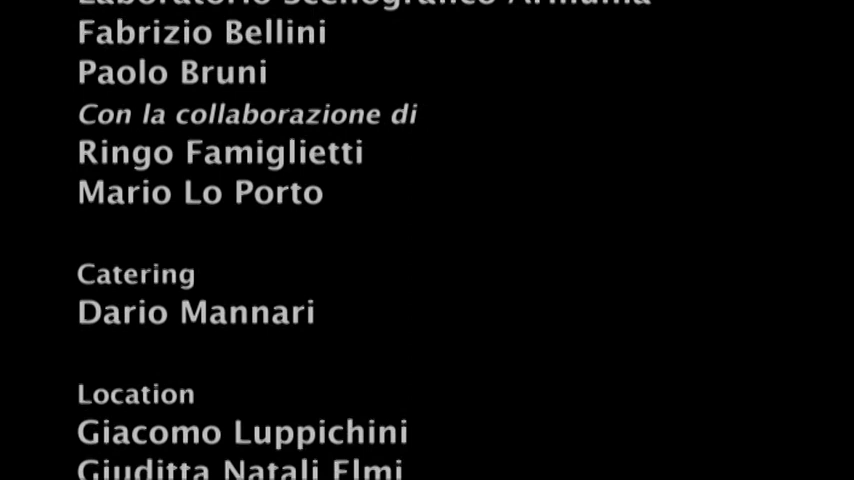 Laboratorio Scenografico Armunia
Fabrizio Bellini
Paolo Bruni
Con la collaborazione di
Ringo Famiglietti
Mario Lo Porto
Catering
Dario Mannari
Location
Giacomo Luppichini
Giuditta Natali Elmi